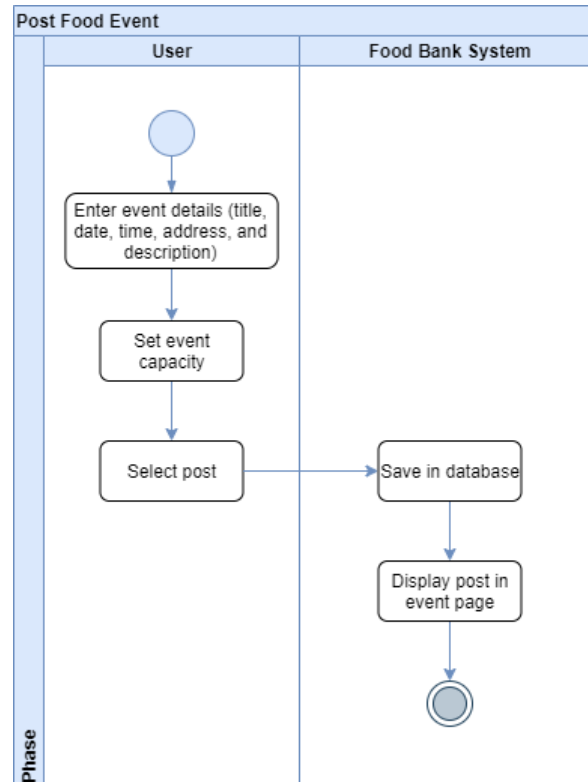 Post Food Event
User
Food Bank System
Enter event details (title,
date, time, address, and
description)
Set event
capacity
Select post
Save in database
Display post in
event page
Phase